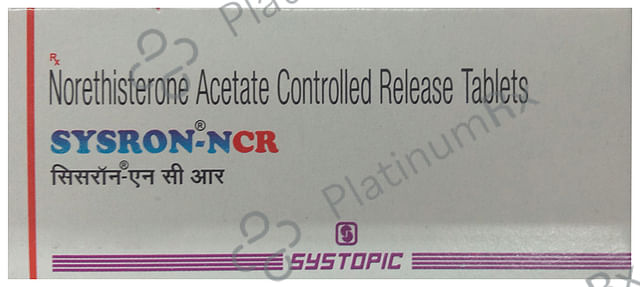 Rx
Norethisterone Acetate Controlled Release Tablets
SYSRON®-NCR
सिसरॉन®-एन सी आर
SYSTOPIC
PlatinumRx